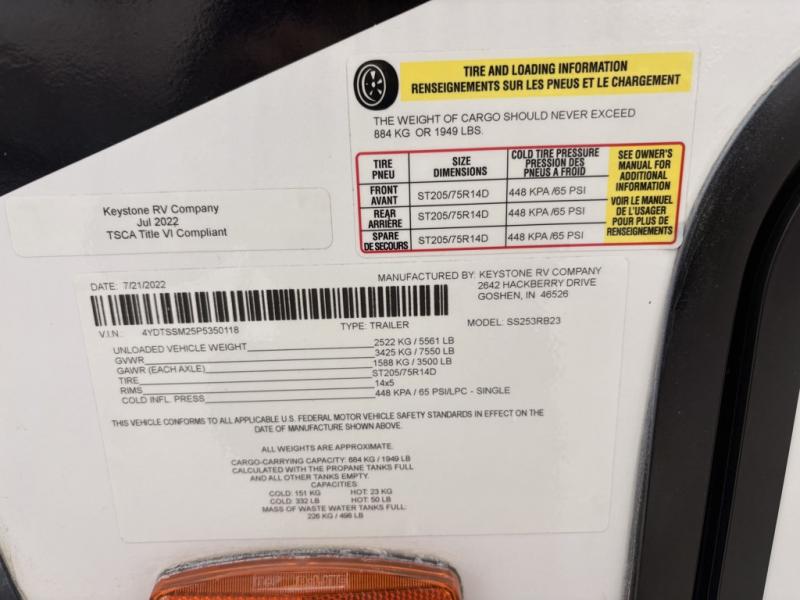 TIRE AND LOADING INFORMATION
RENSEIGNEMENTS SUR LES PNEUS ET LE CHARGEMENT
THE WEIGHT OF CARGO SHOULD NEVER EXCEED
884 KG OR 1949 LBS.
TIRE PNEU SIZE DIMENSIONS COLD TIRE PRESSURE PRESSION DES PNEUS A FROID
FRONT AVANT ST205/75R14D 448 KPA /65 PSI
REAR ARRIÈRE ST205/75R14D 448 KPA /65 PSI
SPARE DE SECOURS ST205/75R14D 448 KPA /65 PSI
SEE OWNER'S
MANUAL FOR
ADDITIONAL
INFORMATION
VOIR LE MANUEL
DE L'USAGER
POUR PLUS DE
RENSEIGNEMENTS
Keystone RV Company
Jul 2022
TSCA Title VI Compliant
MANUFACTURED BY: KEYSTONE RV COMPANY
2642 HACKBERRY DRIVE
GOSHEN, IN 46526
DATE: 7/21/2022
V.I.N.: 4YDTSSM25P5350118
TYPE: TRAILER
MODEL: SS253RB23
UNLOADED VEHICLE WEIGHT 2522 KG / 5561 LB
GVWR 3425 KG / 7550 LB
GAWR (EACH AXLE) 1588 KG / 3500 LB
TIRE ST205/75R14D
RIMS 14x5
COLD INFL. PRESS 448 KPA / 65 PSI/LPC - SINGLE
THIS VEHICLE CONFORMS TO ALL APPLICABLE U.S. FEDERAL MOTOR VEHICLE SAFETY STANDARDS IN EFFECT ON THE
DATE OF MANUFACTURE SHOWN ABOVE.
ALL WEIGHTS ARE APPROXIMATE.
CARGO-CARRYING CAPACITY: 884 KG / 1949 LB
CALCULATED WITH THE PROPANE TANKS FULL
AND ALL OTHER TANKS EMPTY.
CAPACITIES:
COLD: 151 KG HOT: 23 KG
COLD: 332 LB HOT: 50 LB
MASS OF WASTE WATER TANKS FULL:
226 KG / 498 LB